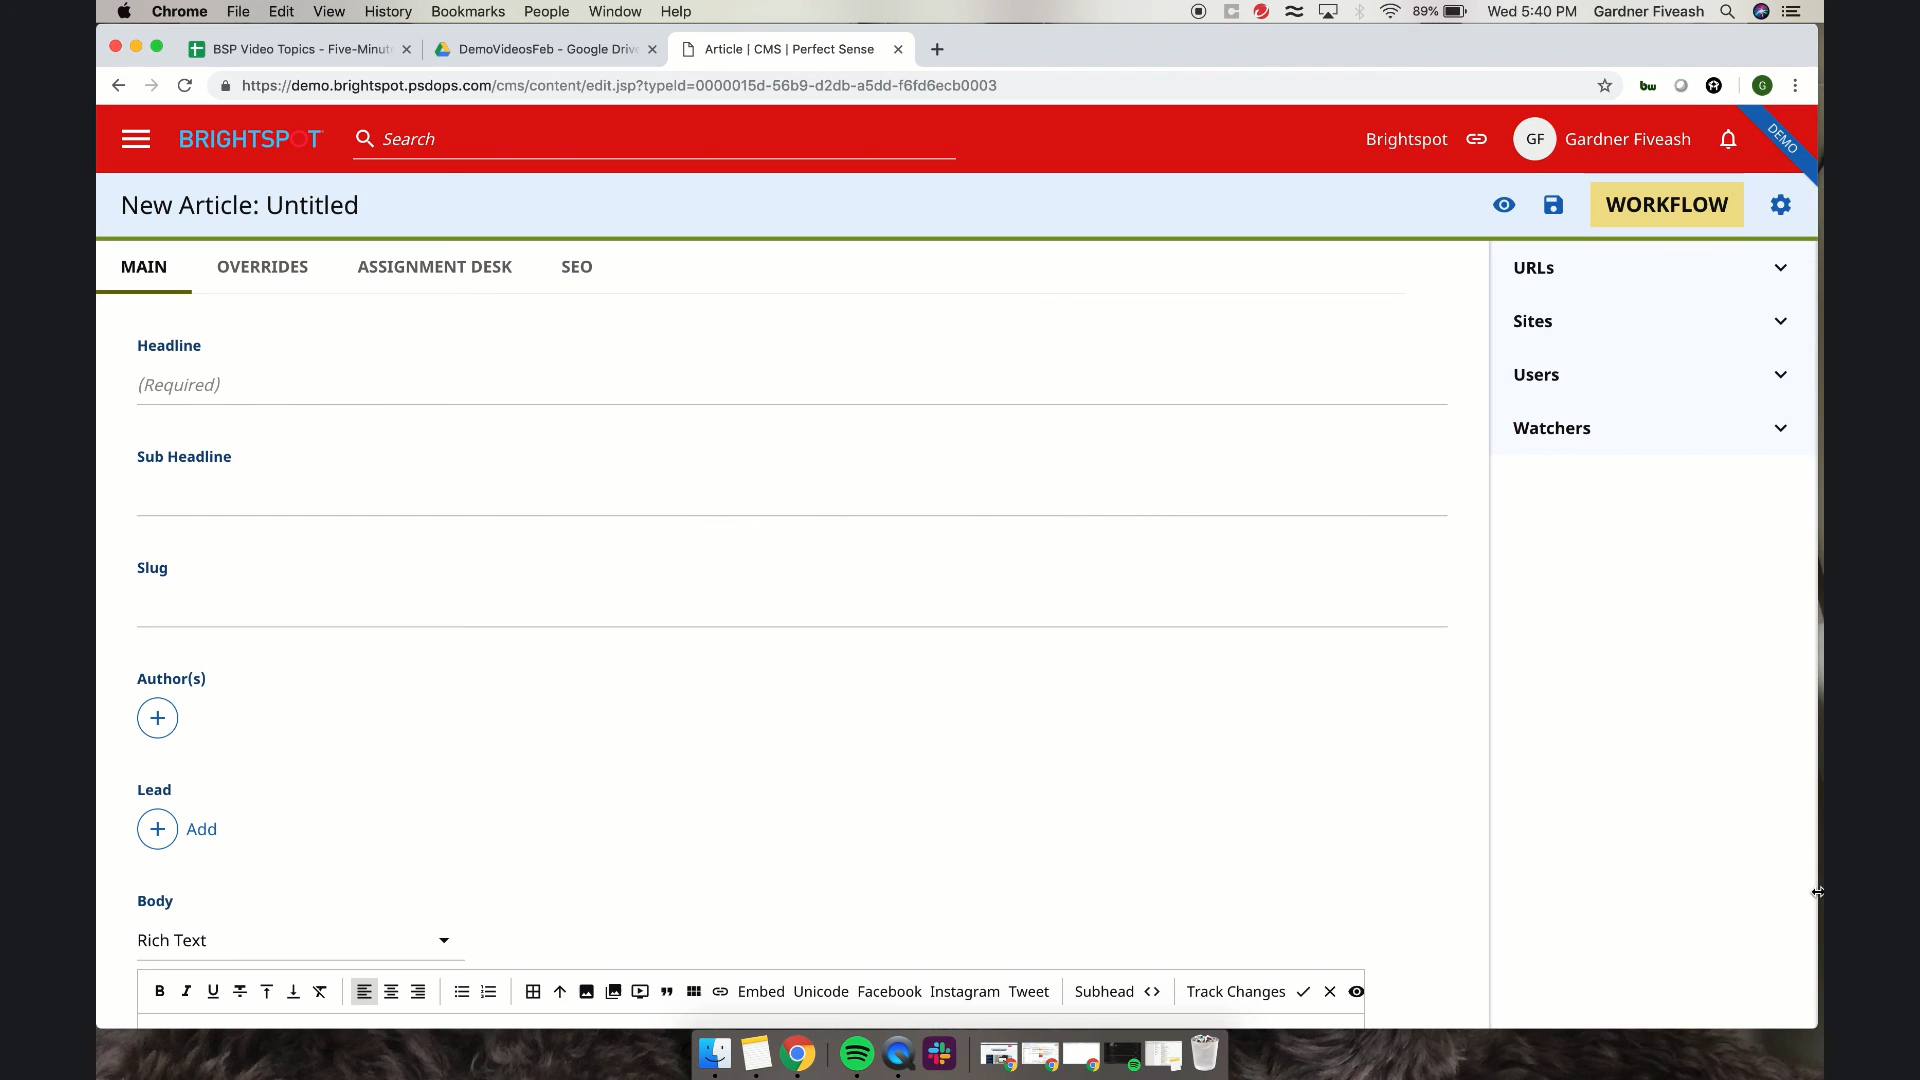 Chrome File Edit View History Bookmarks People Window Help 89% Wed 5:40 PM Gardner Fiveash
BSP Video Topics - Five-Minut DemoVideosFeb - Google Drive Article | CMS | Perfect Sense
https://demo.brightspot.psdops.com/cms/content/edit.jsp?typeId=0000015d-56b9-d2db-a5dd-f6fd6ecb0003 bw G
BRIGHTSPOT Search Brightspot GF Gardner Fiveash DEMO
New Article: Untitled WORKFLOW
MAIN OVERRIDES ASSIGNMENT DESK SEO
URLs
Sites
Users
Watchers
Headline
(Required)
Sub Headline
Slug
Author(s)
Lead
Add
Body
Rich Text
B I U Embed Unicode Facebook Instagram Tweet Subhead Track Changes